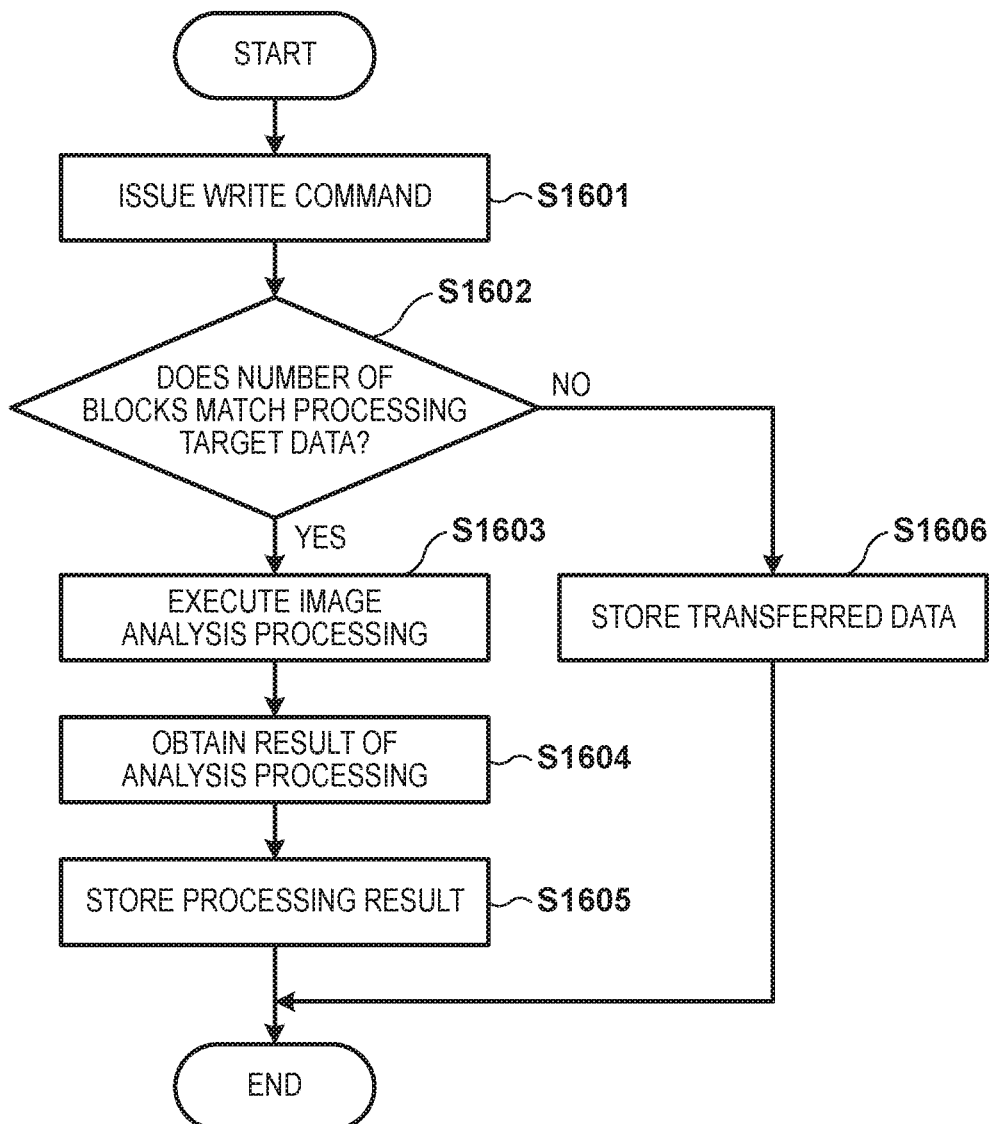 START
ISSUE WRITE COMMAND
S1601
S1602
DOES NUMBER OF
BLOCKS MATCH PROCESSING
TARGET DATA?
NO
YES
S1603
EXECUTE IMAGE
ANALYSIS PROCESSING
S1606
STORE TRANSFERRED DATA
OBTAIN RESULT OF
ANALYSIS PROCESSING
S1604
STORE PROCESSING RESULT
S1605
END